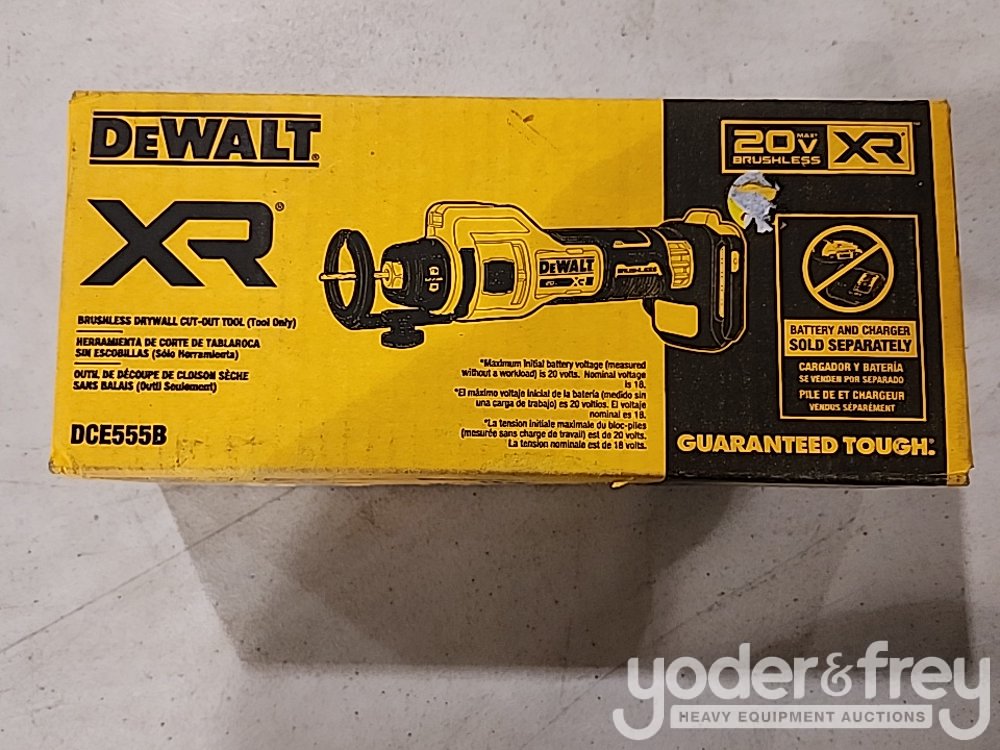 DEWALT®
XR®
BRUSHLESS DRYWALL CUT-OUT TOOL (Tool Only)
HERRAMIENTA DE CORTE DE TABLAROCA
SIN ESCOBILLAS (Sólo Herramienta)
OUTIL DE DÉCOUPE DE CLOISON SÈCHE
SANS BALAIS (Outil Seulement)
DCE555B
DEWALT
BRUSHLESS
XR
*Maximum initial battery voltage (measured
without a workload) is 20 volts. Nominal voltage
is 18.
*El máximo voltaje inicial de la batería (medido sin
una carga de trabajo) es 20 voltios. El voltaje
nominal es 18.
*La tension initiale maximale du bloc-piles
(mesurée sans charge de travail) est de 20 volts.
La tension nominale est de 18 volts.
20V MAX* XR™
BRUSHLESS
BATTERY AND CHARGER
SOLD SEPARATELY
CARGADOR Y BATERÍA
SE VENDEN POR SEPARADO
PILE DE ET CHARGEUR
VENDUS SÉPARÉMENT
GUARANTEED TOUGH.®
yoder&frey
HEAVY EQUIPMENT AUCTIONS